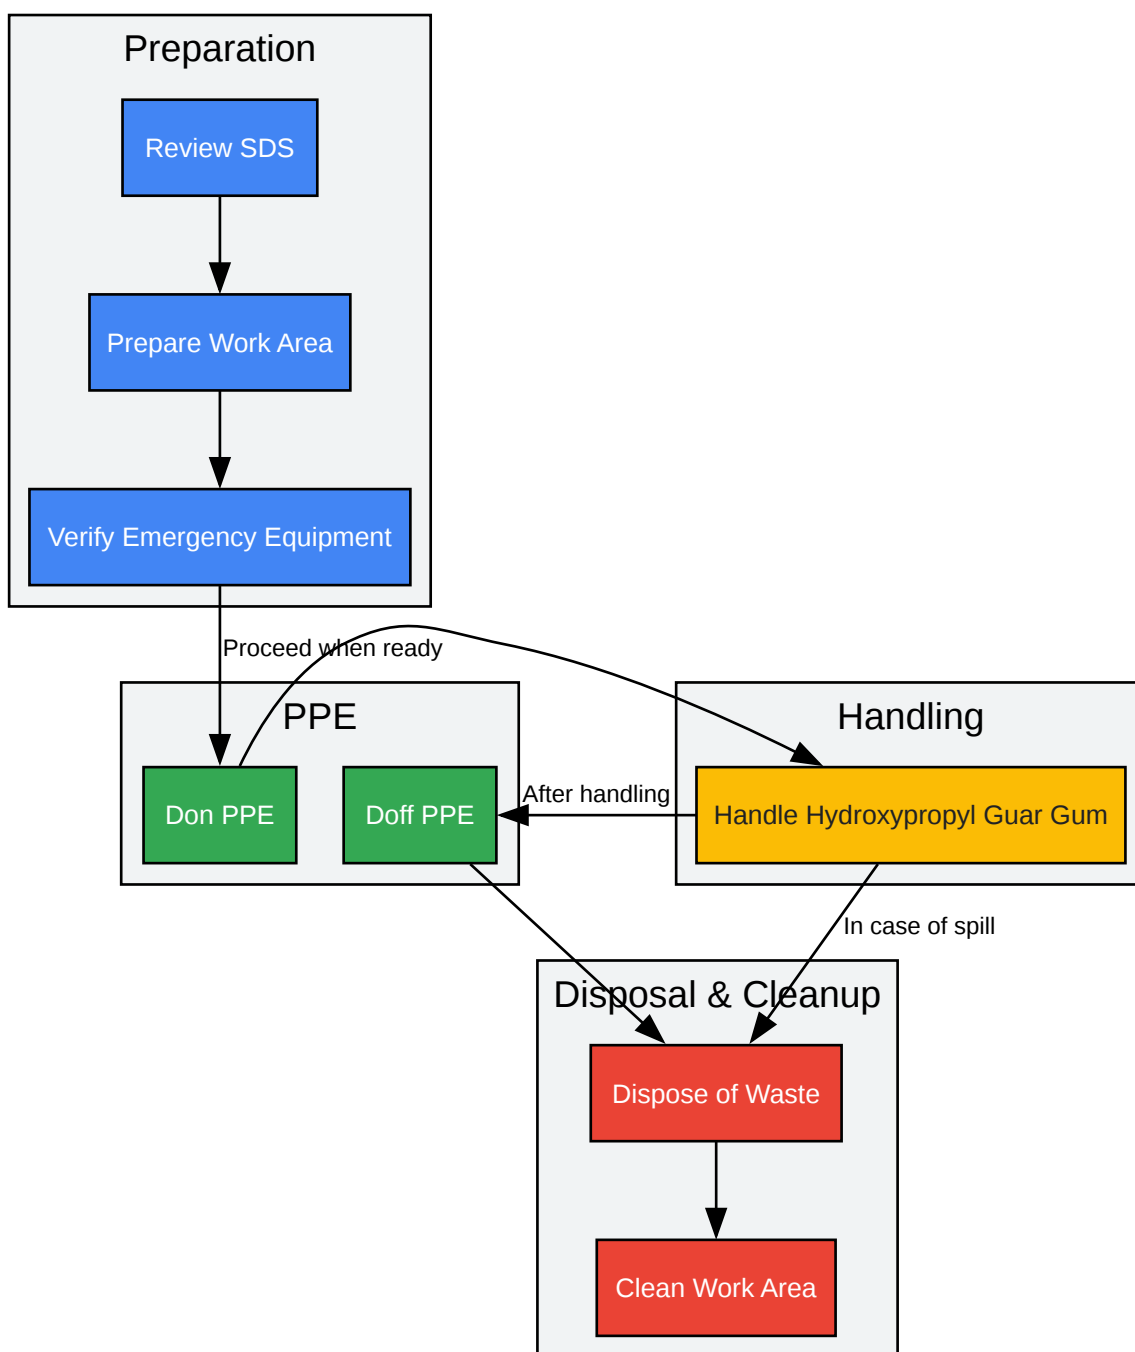 Preparation
Review SDS
Prepare Work Area
Verify Emergency Equipment
Proceed when ready
PPE
Handling
Don PPE
Doff PPE
After handling
Handle Hydroxypropyl Guar Gum
In case of spill
Disposal & Cleanup
Dispose of Waste
Clean Work Area